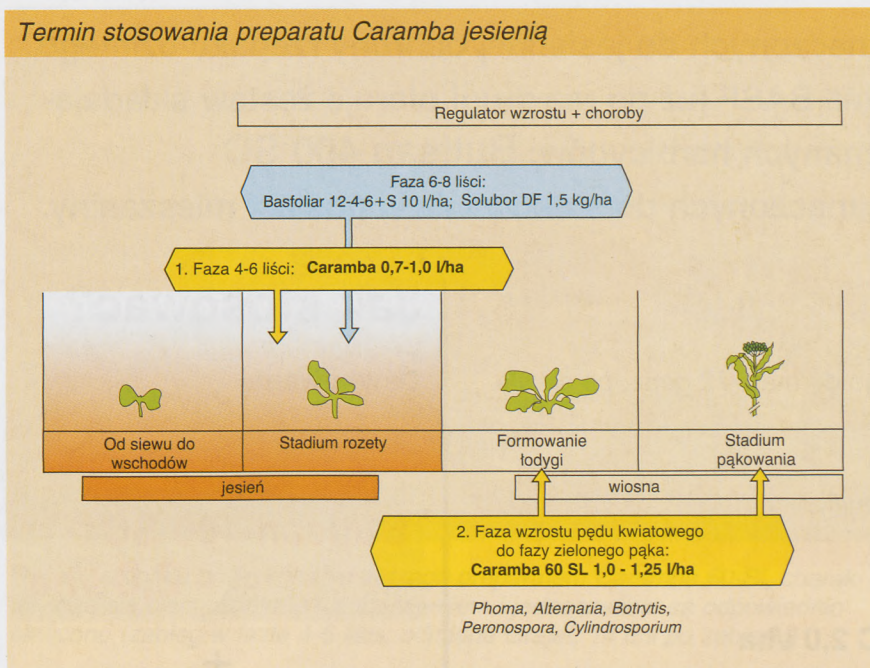 Termin stosowania preparatu Caramba jesienią
Regulator wzrostu + choroby
Faza 6-8 liści:
Basfoliar 12-4-6+S 10 l/ha; Solubor DF 1,5 kg/ha
1. Faza 4-6 liści: Caramba 0,7-1,0 l/ha
Od siewu do
wschodów
Stadium rozety
Formowanie
łodygi
Stadium
pąkowania
jesień
wiosna
2. Faza wzrostu pędu kwiatowego
do fazy zielonego pąka:
Caramba 60 SL 1,0 - 1,25 l/ha
Phoma, Alternaria, Botrytis,
Peronospora, Cylindrosporium